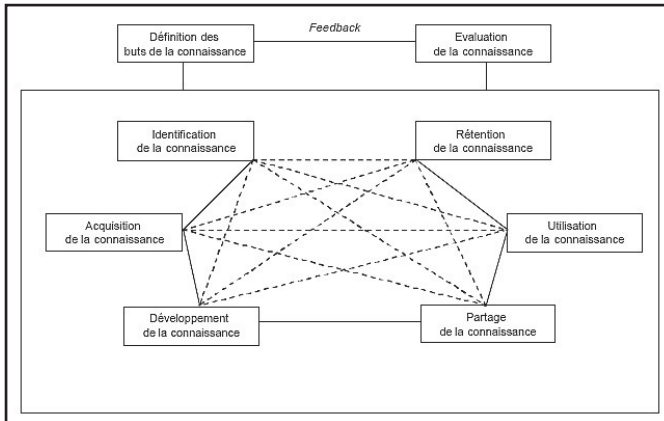 Feedback
Définition des
buts de la connaissance
Evaluation
de la connaissance
Identification
de la connaissance
Rétention
de la connaissance
Acquisition
de la connaissance
Utilisation
de la connaissance
Développement
de la connaissance
Partage
de la connaissance